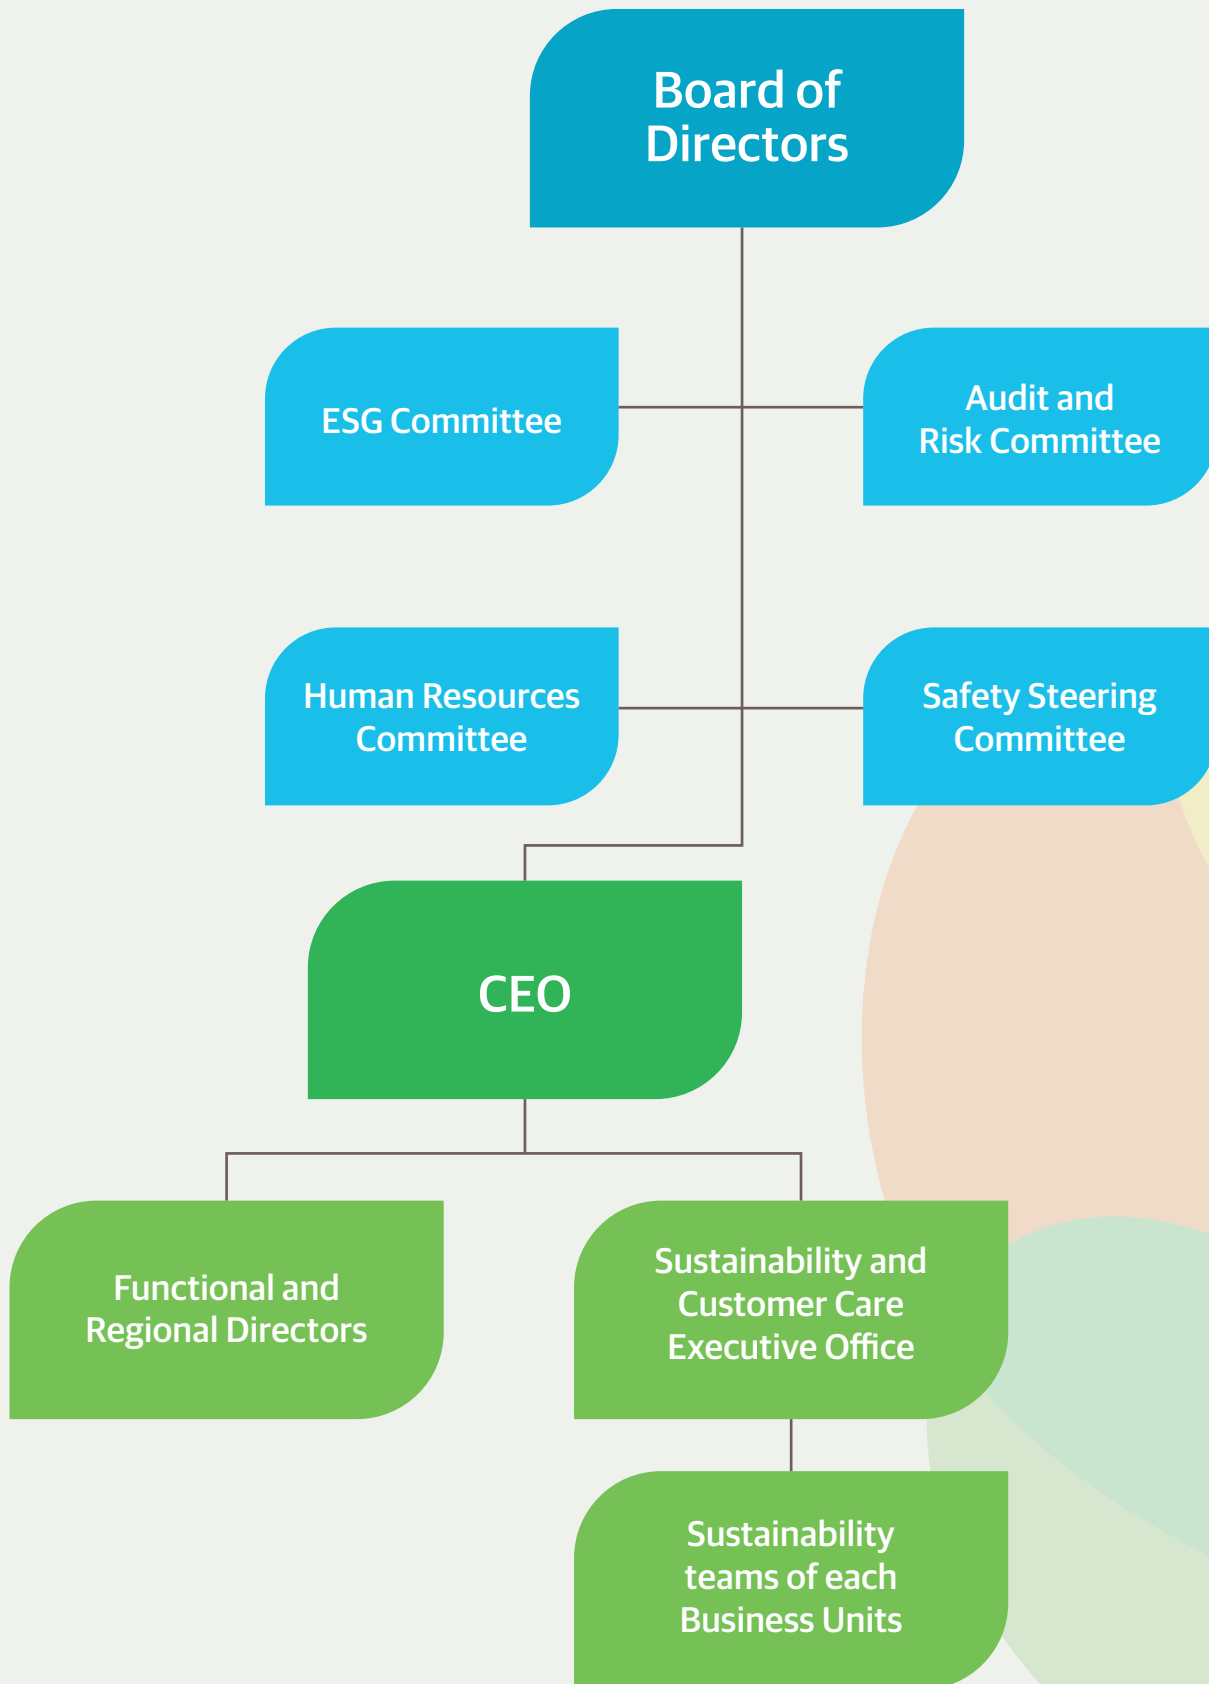 Board of
Directors
ESG Committee
Audit and
Risk Committee
Human Resources
Committee
Safety Steering
Committee
CEO
Functional and
Regional Directors
Sustainability and
Customer Care
Executive Office
Sustainability
teams of each
Business Units